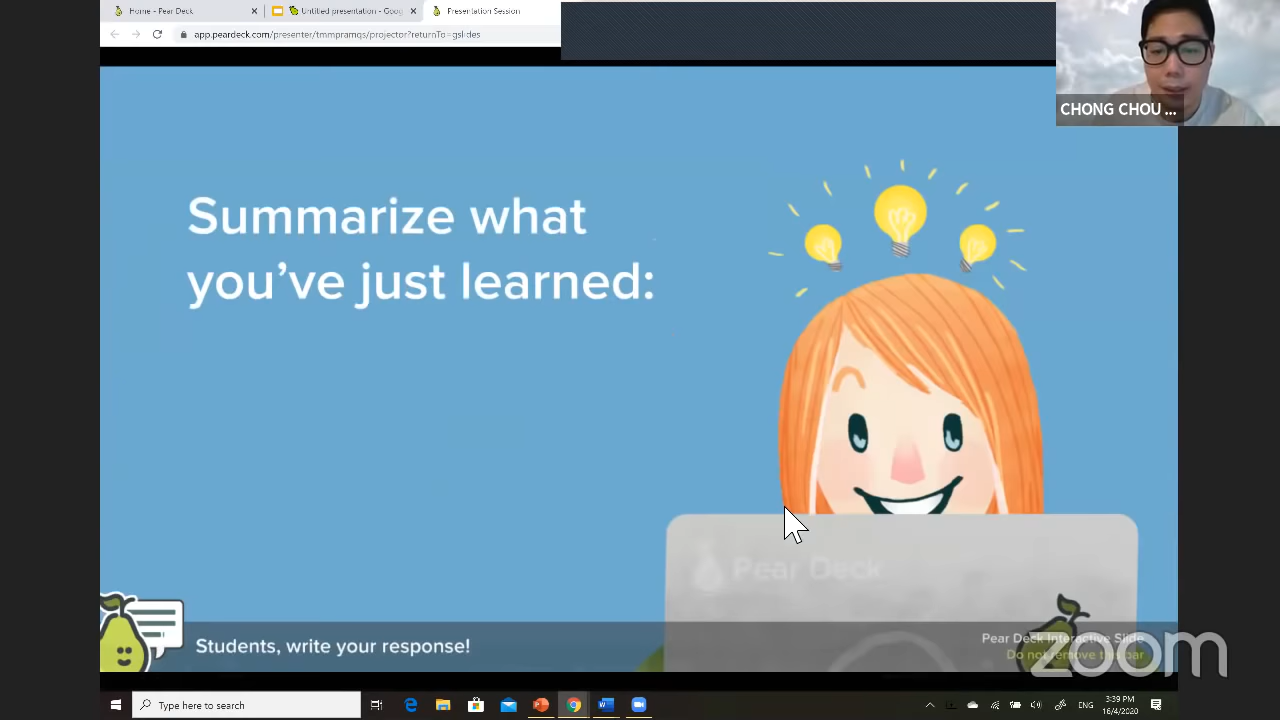 Home - Pear Deck
Untitled presentation - Goog
Presentation Session
app.peardeck.com/presenter/tmmpramqs/projector?returnTo=gslides
CHONG CHOU ...
Summarize what
you've just learned:
Pear Deck
Students, write your response!
Pear Deck Interactive Slide
Do not remove this bar
zoom
Type here to search
ENG
3:39 PM
16/4/2020